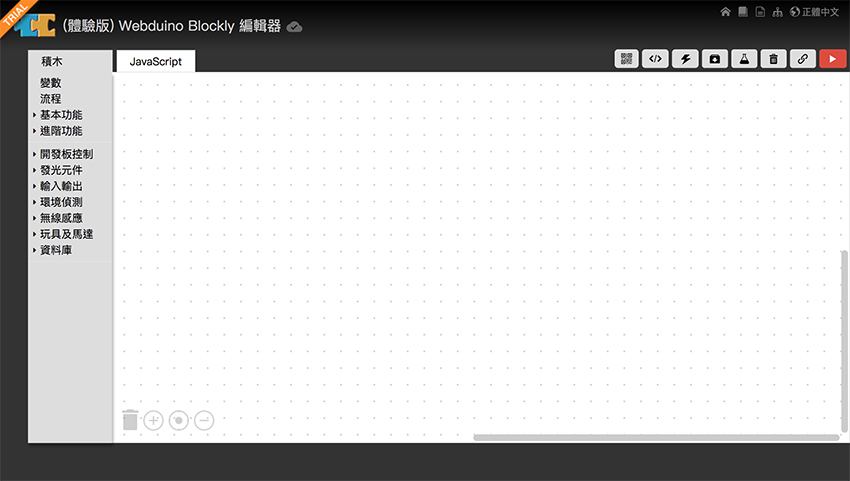 TRIAL
(體驗版) Webduino Blockly 編輯器
正體中文
積木
JavaScript
變數
流程
基本功能
進階功能
開發板控制
發光元件
輸入輸出
環境偵測
無線感應
玩具及馬達
資料庫